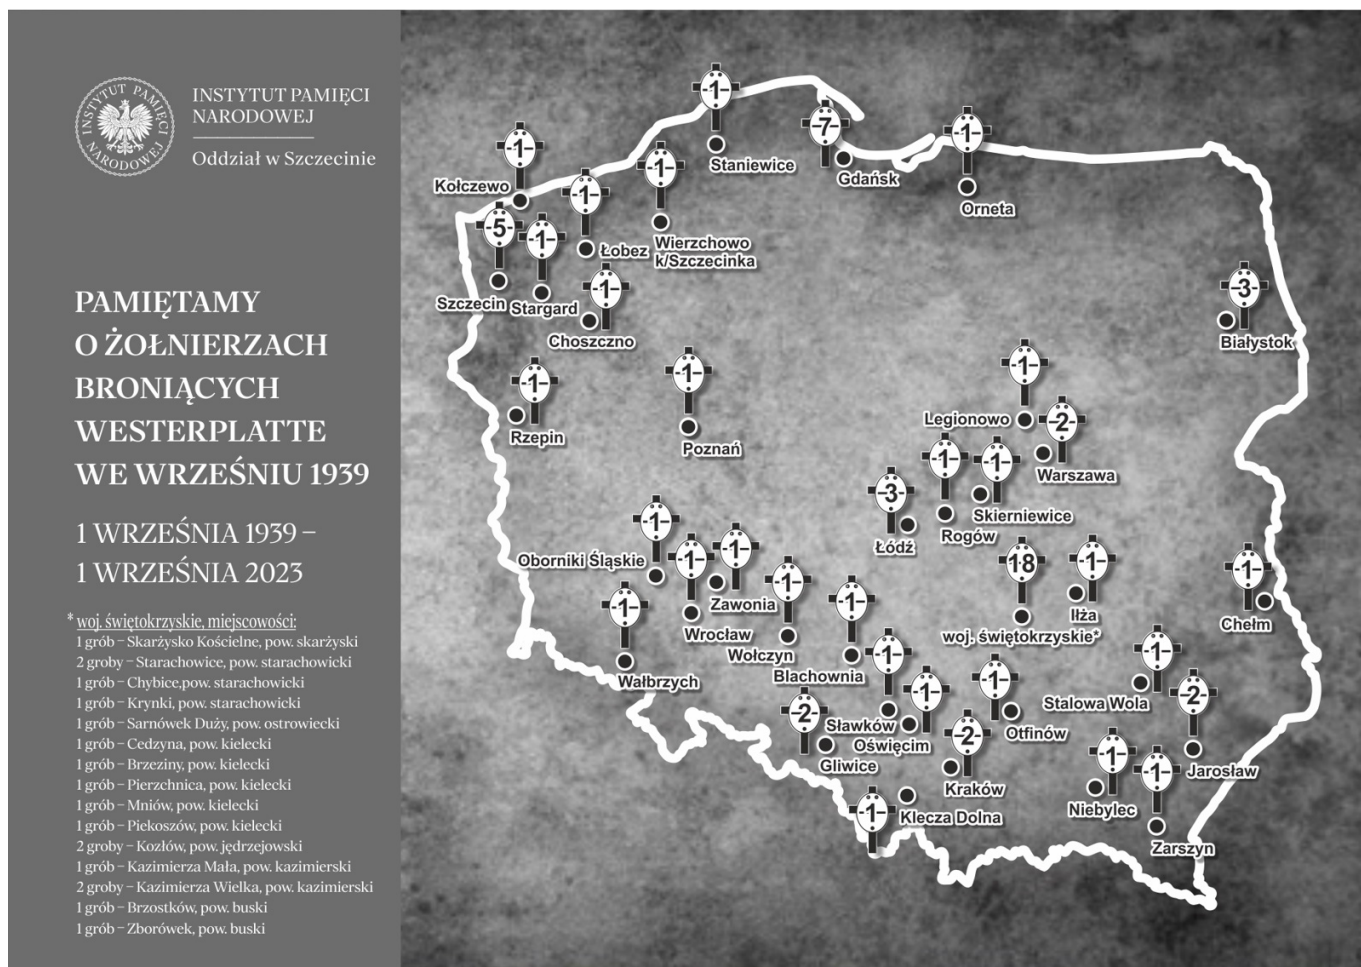 INSTYTUT PAMIĘCI NARODOWEJ
INSTYTUT PAMIĘCI
NARODOWEJ
Oddział w Szczecinie
PAMIĘTAMY
O ŻOŁNIERZACH
BRONIĄCYCH
WESTERPLATTE
WE WRZEŚNIU 1939
1 WRZEŚNIA 1939 –
1 WRZEŚNIA 2023
* woj. świętokrzyskie, miejscowości:
1 grób – Skarżysko Kościelne, pow. skarżyski
2 groby – Starachowice, pow. starachowicki
1 grób – Chybice,pow. starachowicki
1 grób – Krynki, pow. starachowicki
1 grób – Sarnówek Duży, pow. ostrowiecki
1 grób – Cedzyna, pow. kielecki
1 grób – Brzeziny, pow. kielecki
1 grób – Pierzchnica, pow. kielecki
1 grób – Mniów, pow. kielecki
1 grób – Piekoszów, pow. kielecki
2 groby – Kozłów, pow. jędrzejowski
1 grób – Kazimierza Mała, pow. kazimierski
2 groby – Kazimierza Wielka, pow. kazimierski
1 grób – Brzostków, pow. buski
1 grób – Zborówek, pow. buski
-1-
Staniewice
-7-
Gdańsk
-1-
Orneta
-1-
Kołczewo
-1-
Łobez
-1-
Wierzchowo
k/Szczecinka
-5-
Szczecin
-1-
Stargard
-1-
Choszczno
-3-
Białystok
-1-
Rzepin
-1-
Poznań
-1-
Legionowo
-2-
Warszawa
-1-
Rogów
-1-
Skierniewice
-3-
Łódź
-1-
Oborniki Śląskie
-1-
Wrocław
-1-
Zawonia
-1-
Wołczyn
-1-
Blachownia
18
woj. świętokrzyskie*
-1-
Iłża
-1-
Chełm
-1-
Wałbrzych
-1-
Sławków
-1-
Oświęcim
-2-
Gliwice
-2-
Kraków
-1-
Otfinów
-1-
Stalowa Wola
-2-
Jarosław
-1-
Niebylec
-1-
Zarszyn
-1-
Klecza Dolna